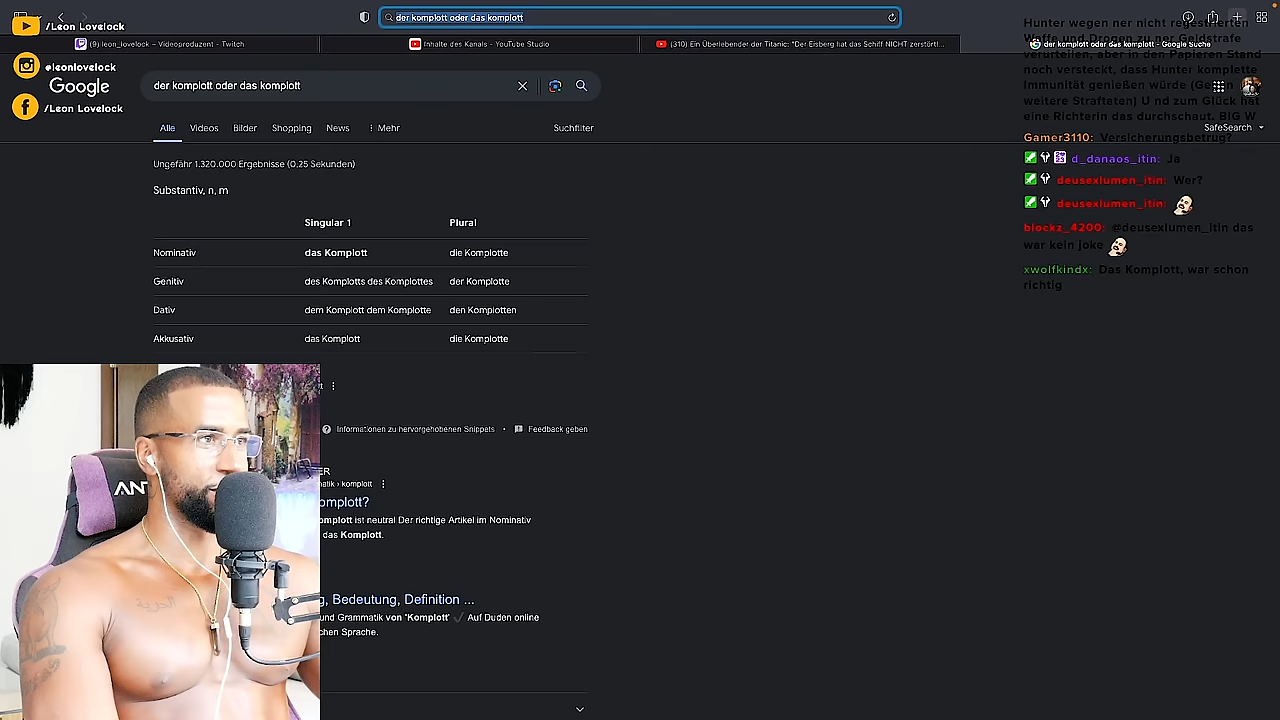 /Leon Lovelock
der komplott oder das komplott
(9) leon_lovelock – Videoproduzent - Twitch
Inhalte des Kanals - YouTube Studio
(310) Ein Überlebender der Titanic: "Der Eisberg hat das Schiff NICHT zerstört!...
der komplott oder das komplott - Google Suche
@leonlovelock
Google
/Leon Lovelock
der komplott oder das komplott
Alle
Videos
Bilder
Shopping
News
Mehr
Suchfilter
SafeSearch
Ungefähr 1.320.000 Ergebnisse (0,25 Sekunden)
Substantiv, n, m
Singular 1 Plural
Nominativ das Komplott die Komplotte
Genitiv des Komplotts des Komplottes der Komplotte
Dativ dem Komplott dem Komplotte den Komplotten
Akkusativ das Komplott die Komplotte
Informationen zu hervorgehobenen Snippets • Feedback geben
ER
matik › komplott
omplott?
omplott ist neutral Der richtige Artikel im Nominativ
das Komplott.
g, Bedeutung, Definition ...
und Grammatik von 'Komplott' ✓ Auf Duden online
chen Sprache.
Hunter wegen ner nicht registrierten
Waffe und Drogen zu ner Geldstrafe
verurteilen, aber in den Papieren Stand
noch versteckt, dass Hunter komplette
Immunität genießen würde
weitere Straftaten) U nd zum Glück hat
eine Richterin das durchschaut. BIG W
Gamer3110: Versicherungsbetrug?
d_danaos_itin: Ja
deusexlumen_itin: Wer?
deusexlumen_itin:
blockz_4200: @deusexlumen_itin das
war kein joke
xwolfkindx: Das Komplott, war schon
richtig
AN
الحرية